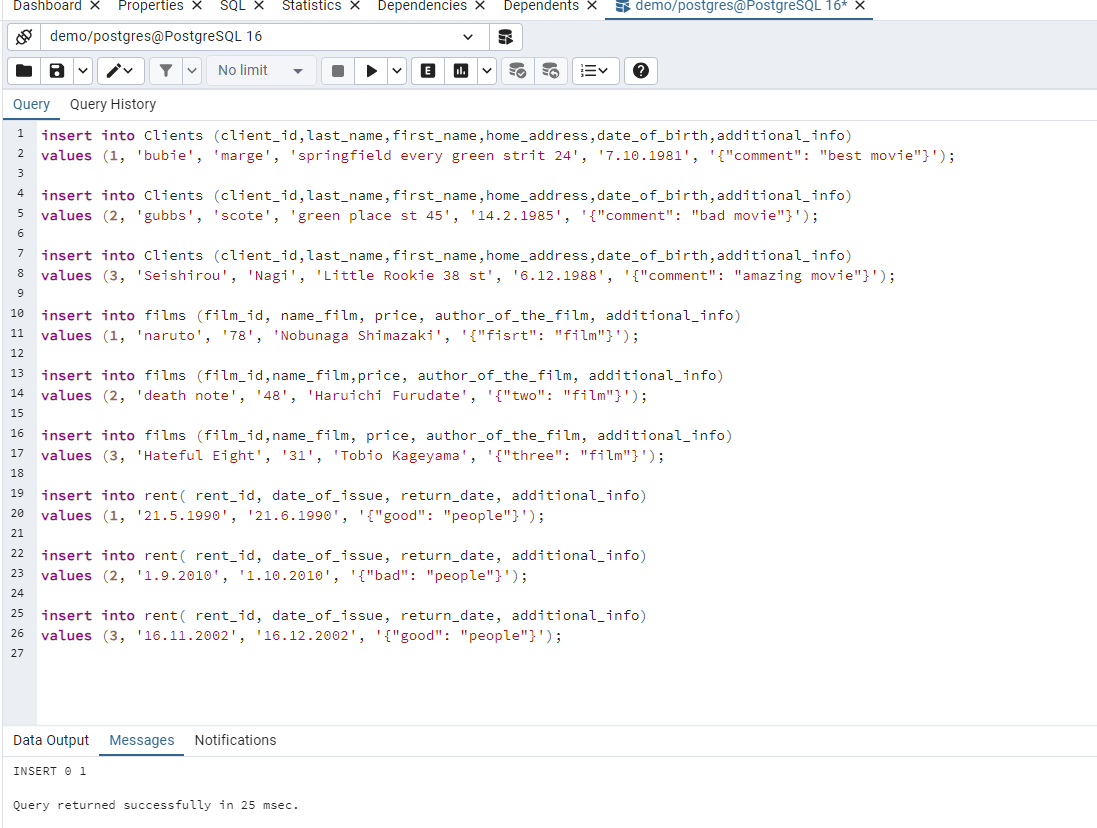 Dashboard × Properties × SQL × Statistics × Dependencies × Dependents × demo/postgres@PostgreSQL 16* ×
demo/postgres@PostgreSQL 16
No limit E ?
Query Query History
1 insert into Clients (client_id,last_name,first_name,home_address,date_of_birth,additional_info)
2 values (1, 'bubie', 'marge', 'springfield every green strit 24', '7.10.1981', '{"comment": "best movie"}');
3
4 insert into Clients (client_id,last_name,first_name,home_address,date_of_birth,additional_info)
5 values (2, 'gubbs', 'scote', 'green place st 45', '14.2.1985', '{"comment": "bad movie"}');
6
7 insert into Clients (client_id,last_name,first_name,home_address,date_of_birth,additional_info)
8 values (3, 'Seishirou', 'Nagi', 'Little Rookie 38 st', '6.12.1988', '{"comment": "amazing movie"}');
9
10 insert into films (film_id, name_film, price, author_of_the_film, additional_info)
11 values (1, 'naruto', '78', 'Nobunaga Shimazaki', '{"fisrt": "film"}');
12
13 insert into films (film_id,name_film,price, author_of_the_film, additional_info)
14 values (2, 'death note', '48', 'Haruichi Furudate', '{"two": "film"}');
15
16 insert into films (film_id,name_film, price, author_of_the_film, additional_info)
17 values (3, 'Hateful Eight', '31', 'Tobio Kageyama', '{"three": "film"}');
18
19 insert into rent( rent_id, date_of_issue, return_date, additional_info)
20 values (1, '21.5.1990', '21.6.1990', '{"good": "people"}');
21
22 insert into rent( rent_id, date_of_issue, return_date, additional_info)
23 values (2, '1.9.2010', '1.10.2010', '{"bad": "people"}');
24
25 insert into rent( rent_id, date_of_issue, return_date, additional_info)
26 values (3, '16.11.2002', '16.12.2002', '{"good": "people"}');
27
Data Output Messages Notifications
INSERT 0 1
Query returned successfully in 25 msec.